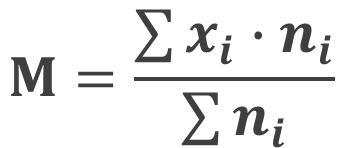 M = ∑ xᵢ · nᵢ / ∑ nᵢ